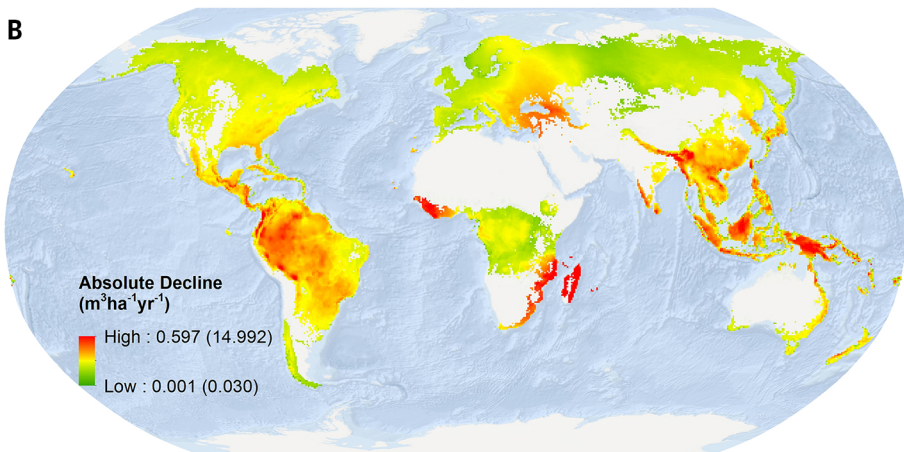 B
Absolute Decline
(m³ha⁻¹yr⁻¹)
High : 0.597 (14.992)
Low : 0.001 (0.030)